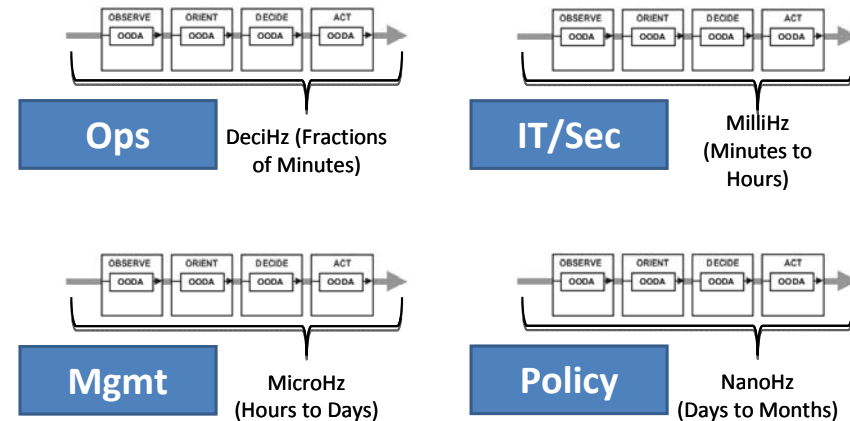 OBSERVE ORIENT DECIDE ACT
OODA OODA OODA OODA
Ops
DeciHz (Fractions
of Minutes)
OBSERVE ORIENT DECIDE ACT
OODA OODA OODA OODA
IT/Sec
MilliHz
(Minutes to
Hours)
OBSERVE ORIENT DECIDE ACT
OODA OODA OODA OODA
Mgmt
MicroHz
(Hours to Days)
OBSERVE ORIENT DECIDE ACT
OODA OODA OODA OODA
Policy
NanoHz
(Days to Months)